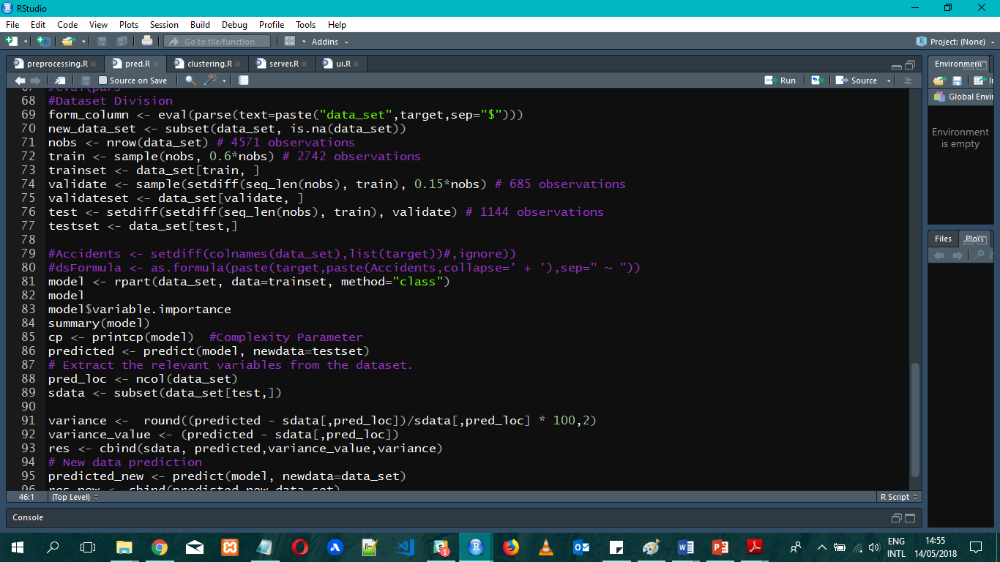 RStudio
File Edit Code View Plots Session Build Debug Profile Tools Help
Go to file/function Addins Project: (None)
preprocessing.R pred.R clustering.R server.R ui.R
Source on Save Run Source
67 #eval(pars
68 #Dataset Division
69 form_column <- eval(parse(text=paste("data_set",target,sep="$")))
70 new_data_set <- subset(data_set, is.na(data_set))
71 nobs <- nrow(data_set) # 4571 observations
72 train <- sample(nobs, 0.6*nobs) # 2742 observations
73 trainset <- data_set[train, ]
74 validate <- sample(setdiff(seq_len(nobs), train), 0.15*nobs) # 685 observations
75 validateset <- data_set[validate, ]
76 test <- setdiff(setdiff(seq_len(nobs), train), validate) # 1144 observations
77 testset <- data_set[test,]
78
79 #Accidents <- setdiff(colnames(data_set),list(target))#,ignore))
80 #dsFormula <- as.formula(paste(target,paste(Accidents,collapse=' + '),sep=" ~ "))
81 model <- rpart(data_set, data=trainset, method="class")
82 model
83 model$variable.importance
84 summary(model)
85 cp <- printcp(model)  #Complexity Parameter
86 predicted <- predict(model, newdata=testset)
87 # Extract the relevant variables from the dataset.
88 pred_loc <- ncol(data_set)
89 sdata <- subset(data_set[test,])
90
91 variance <-  round((predicted - sdata[,pred_loc])/sdata[,pred_loc] * 100,2)
92 variance_value <- (predicted - sdata[,pred_loc])
93 res <- cbind(sdata, predicted,variance_value,variance)
94 # New data prediction
95 predicted_new <- predict(model, newdata=data_set)
96 res_new <- cbind(predicted_new,data_set)
46:1 (Top Level) R Script
Console
Environment
Global Envir
Environment
is empty
Files Plots
ENG
INTL
14:55
14/05/2018